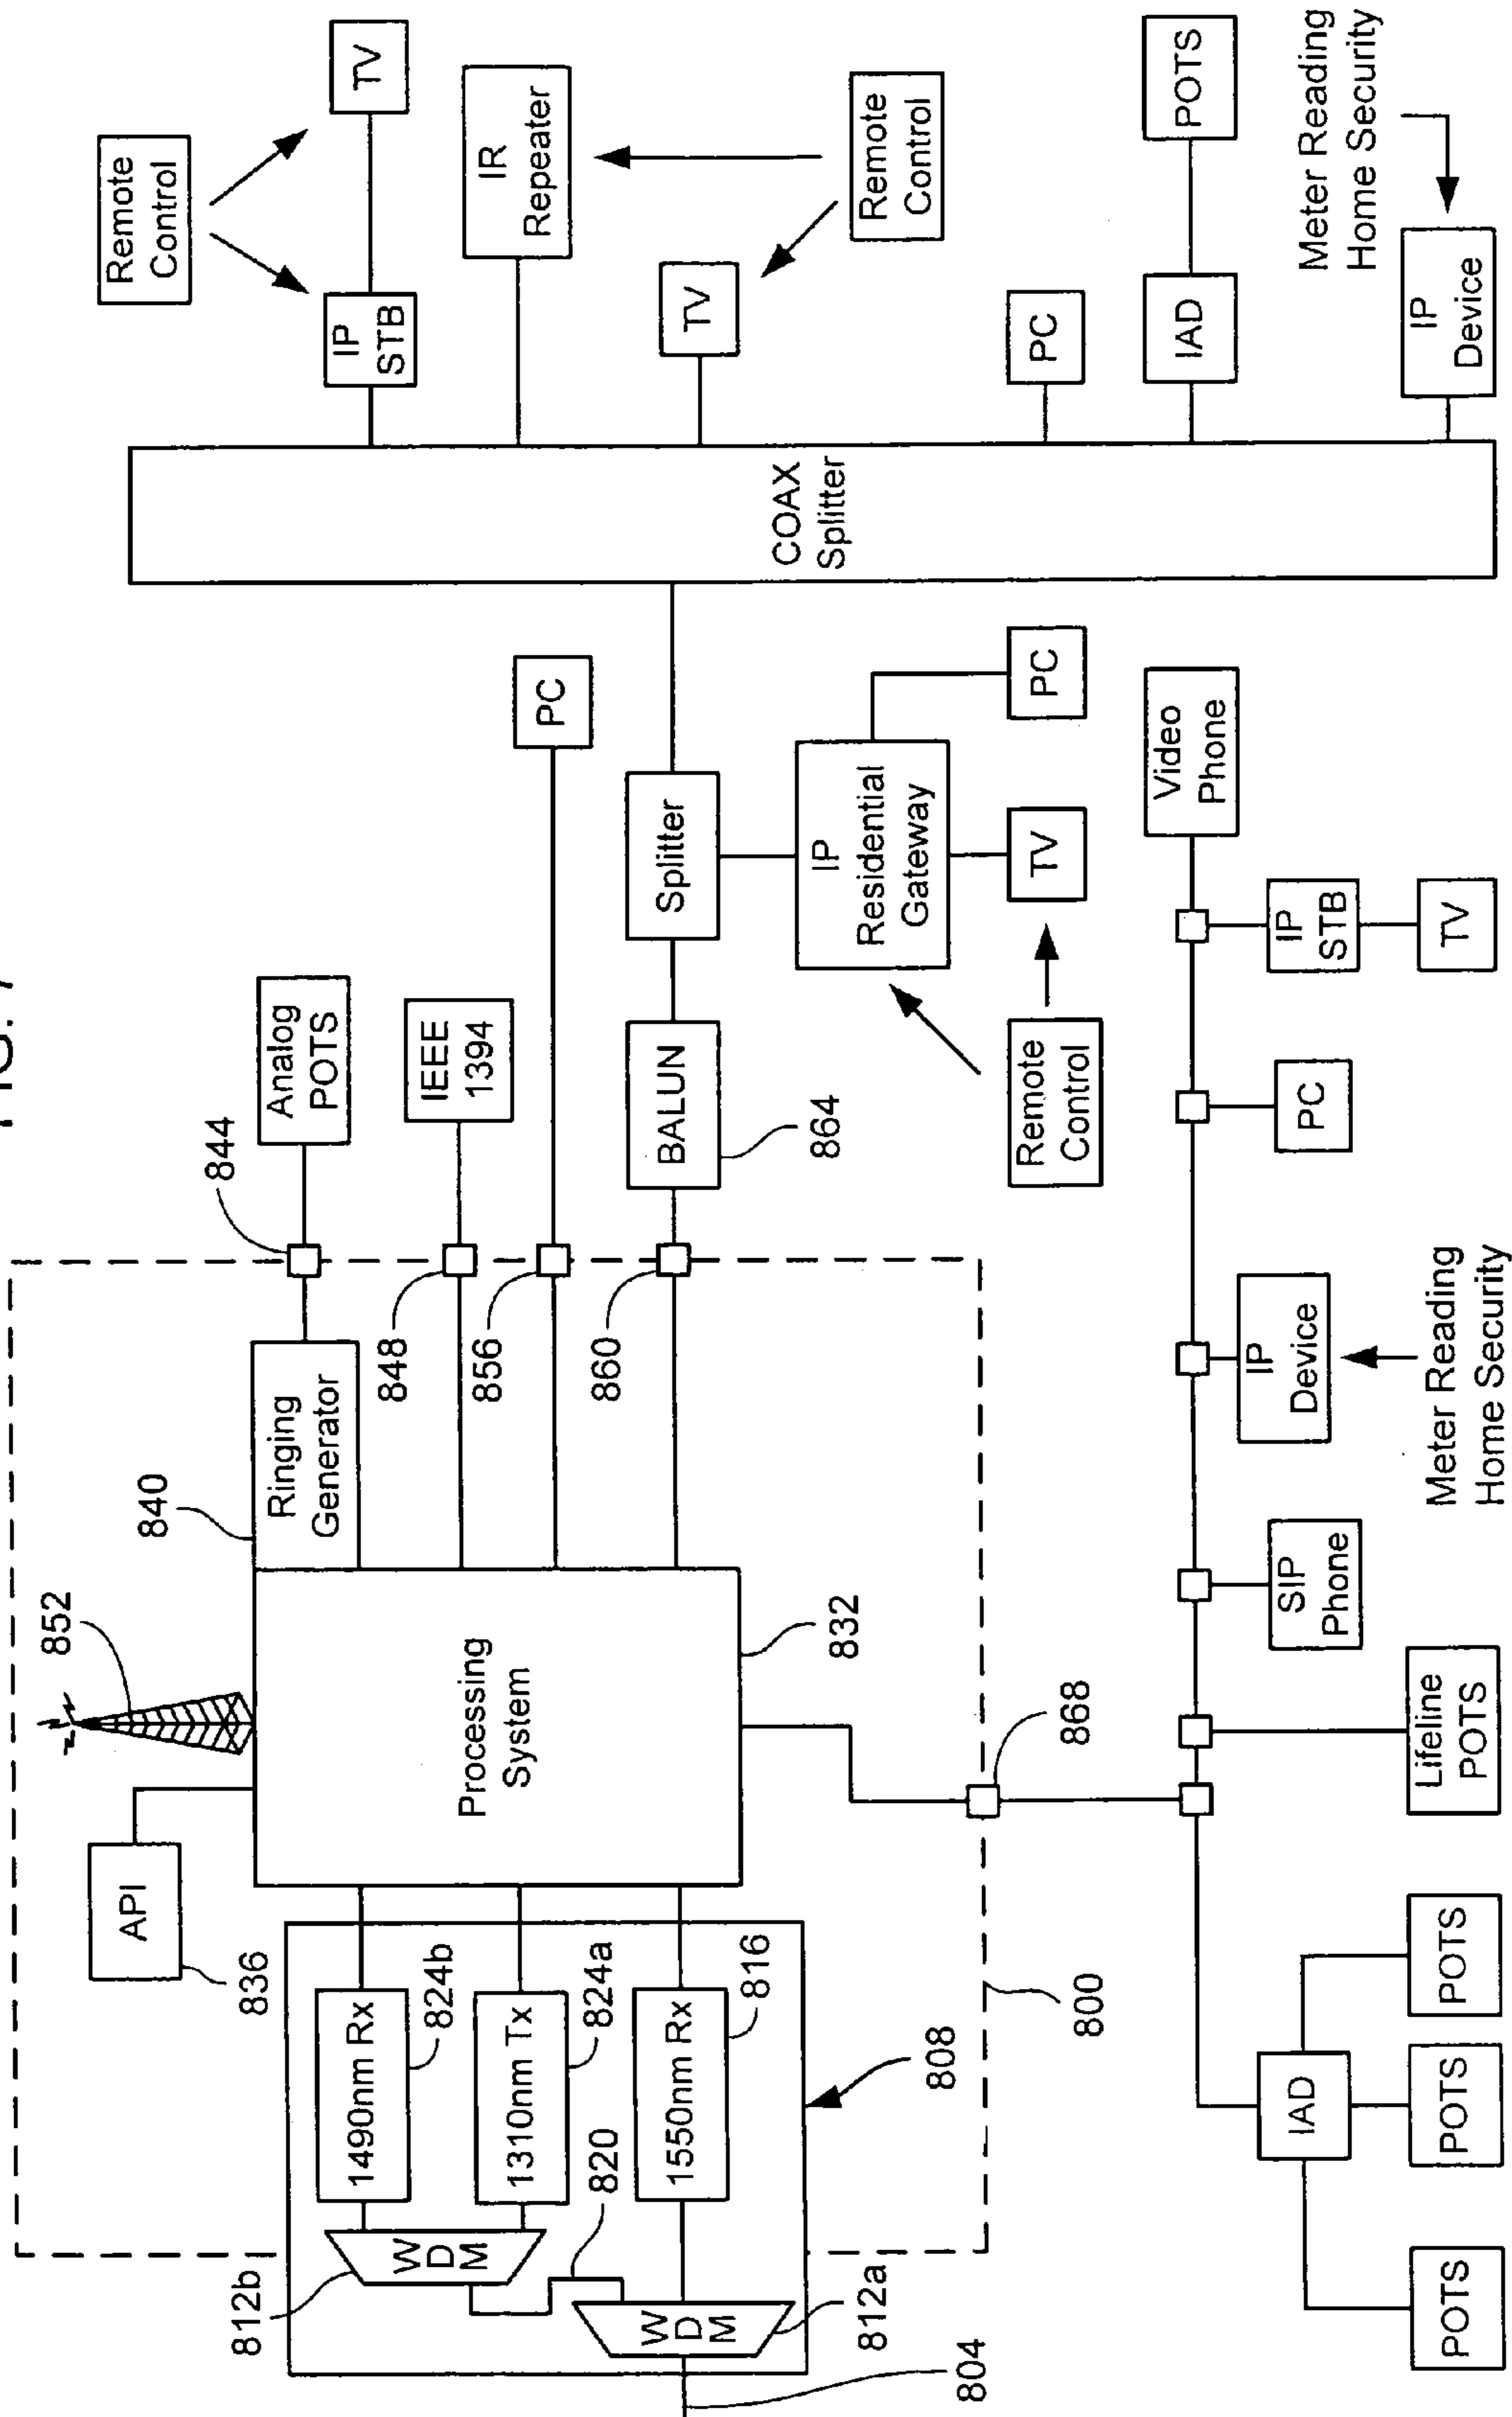 FIG. 7
852
API
836
840
Ringing
Generator
844
Analog
POTS
848
IEEE
1394
856
PC
860
BALUN
864
Splitter
Processing
System
832
1490nm Rx
824b
1310nm Tx
824a
1550nm Rx
816
WDM
812b
820
WDM
812a
804
808
800
868
IP
Residential
Gateway
PC
TV
Remote
Control
COAX
Splitter
Remote
Control
IP
STB
TV
IR
Repeater
TV
Remote
Control
PC
IAD
POTS
Meter Reading
Home Security
IP
Device
POTS
IAD
POTS
POTS
Lifeline
POTS
SIP
Phone
IP
Device
Meter Reading
Home Security
PC
IP
STB
TV
Video
Phone